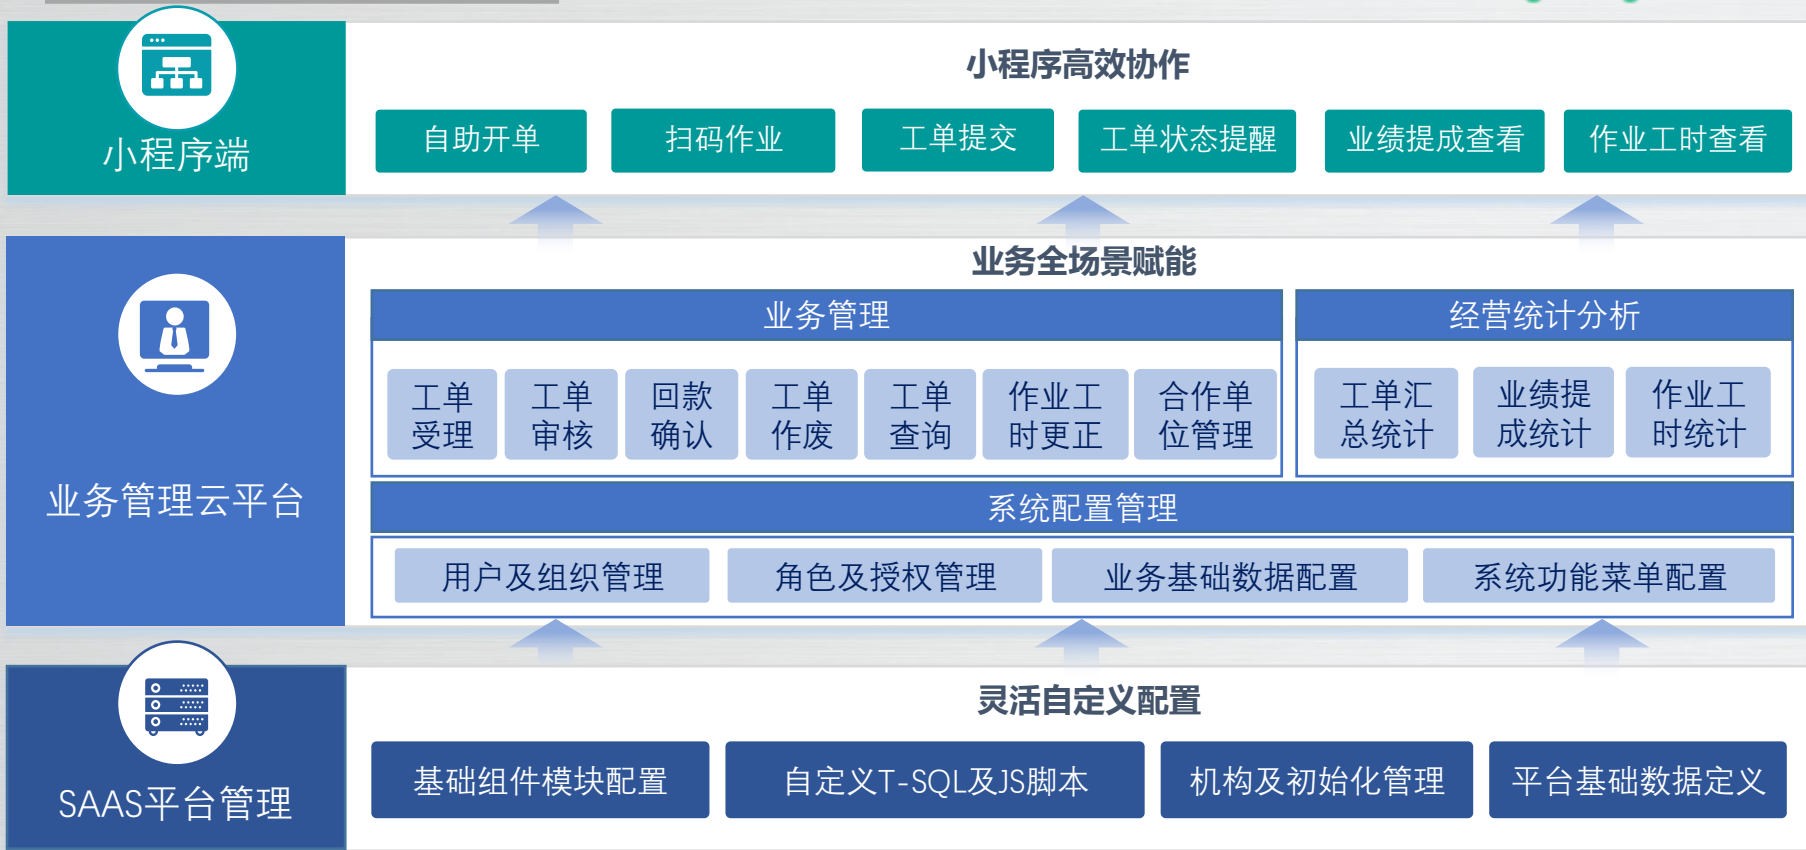 小程序端
小程序高效协作
自助开单
扫码作业
工单提交
工单状态提醒
业绩提成查看
作业工时查看
业务管理云平台
业务全场景赋能
业务管理
工单
受理
工单
审核
回款
确认
工单
作废
工单
查询
作业工
时更正
合作单
位管理
经营统计分析
工单汇
总统计
业绩提
成统计
作业工
时统计
系统配置管理
用户及组织管理
角色及授权管理
业务基础数据配置
系统功能菜单配置
SAAS平台管理
灵活自定义配置
基础组件模块配置
自定义T-SQL及JS脚本
机构及初始化管理
平台基础数据定义